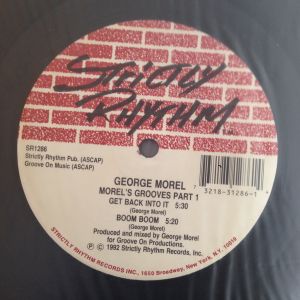 STRICTLY
RHYTHM
SR1286
Strictly Rhythm Pub. (ASCAP)
Groove On Music (ASCAP)
7 3218-31286-1
GEORGE MOREL
MOREL'S GROOVES PART 1
GET BACK INTO IT 5:30
(George Morel)
BOOM BOOM 5:20
(George Morel)
Produced and mixed by George Morel
for Groove On Productions.
Ⓟ © 1992 Strictly Rhythm Records Inc.
STRICTLY RHYTHM RECORDS INC. 1650 Broadway, New York, N.Y. 10019